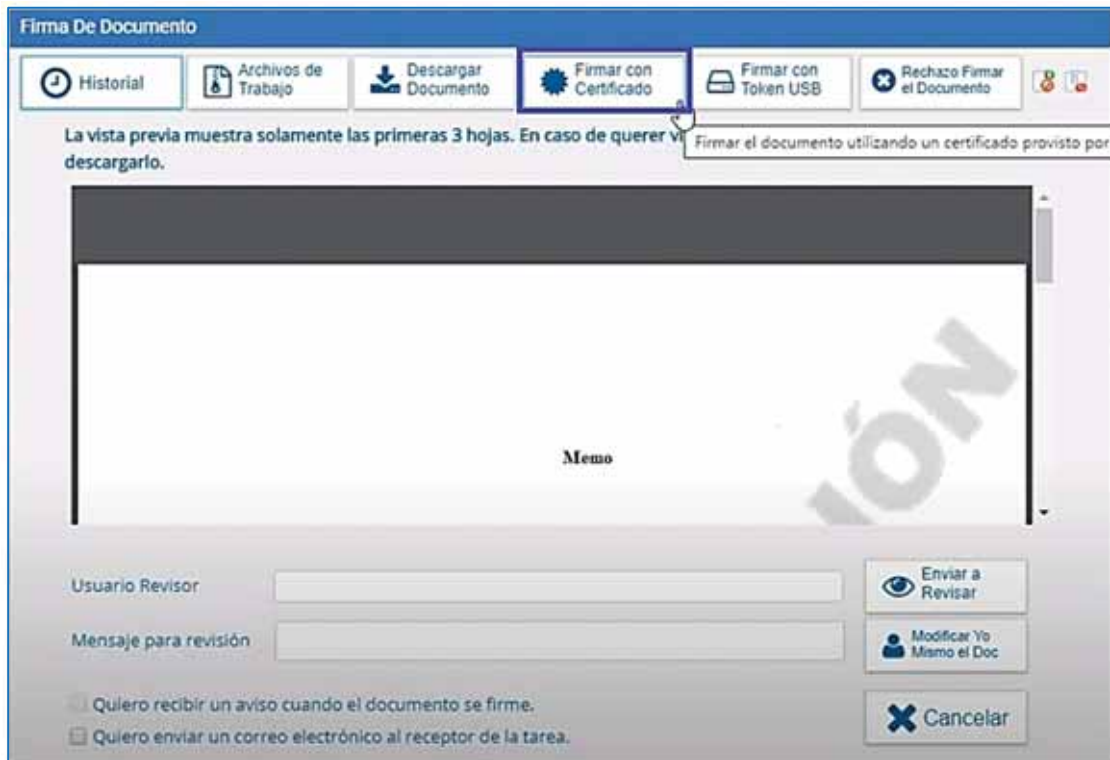 Firma De Documento
Historial
Archivos de
Trabajo
Descargar
Documento
Firmar con
Certificado
Firmar con
Token USB
Rechazo Firmar
el Documento
La vista previa muestra solamente las primeras 3 hojas. En caso de querer
descargarlo.
Firmar el documento utilizando un certificado provisto por
Memo
IÓN
Usuario Revisor
Enviar a
Revisar
Mensaje para revisión
Modificar Yo
Mismo el Doc
Quiero recibir un aviso cuando el documento se firme.
Quiero enviar un correo electrónico al receptor de la tarea.
Cancelar